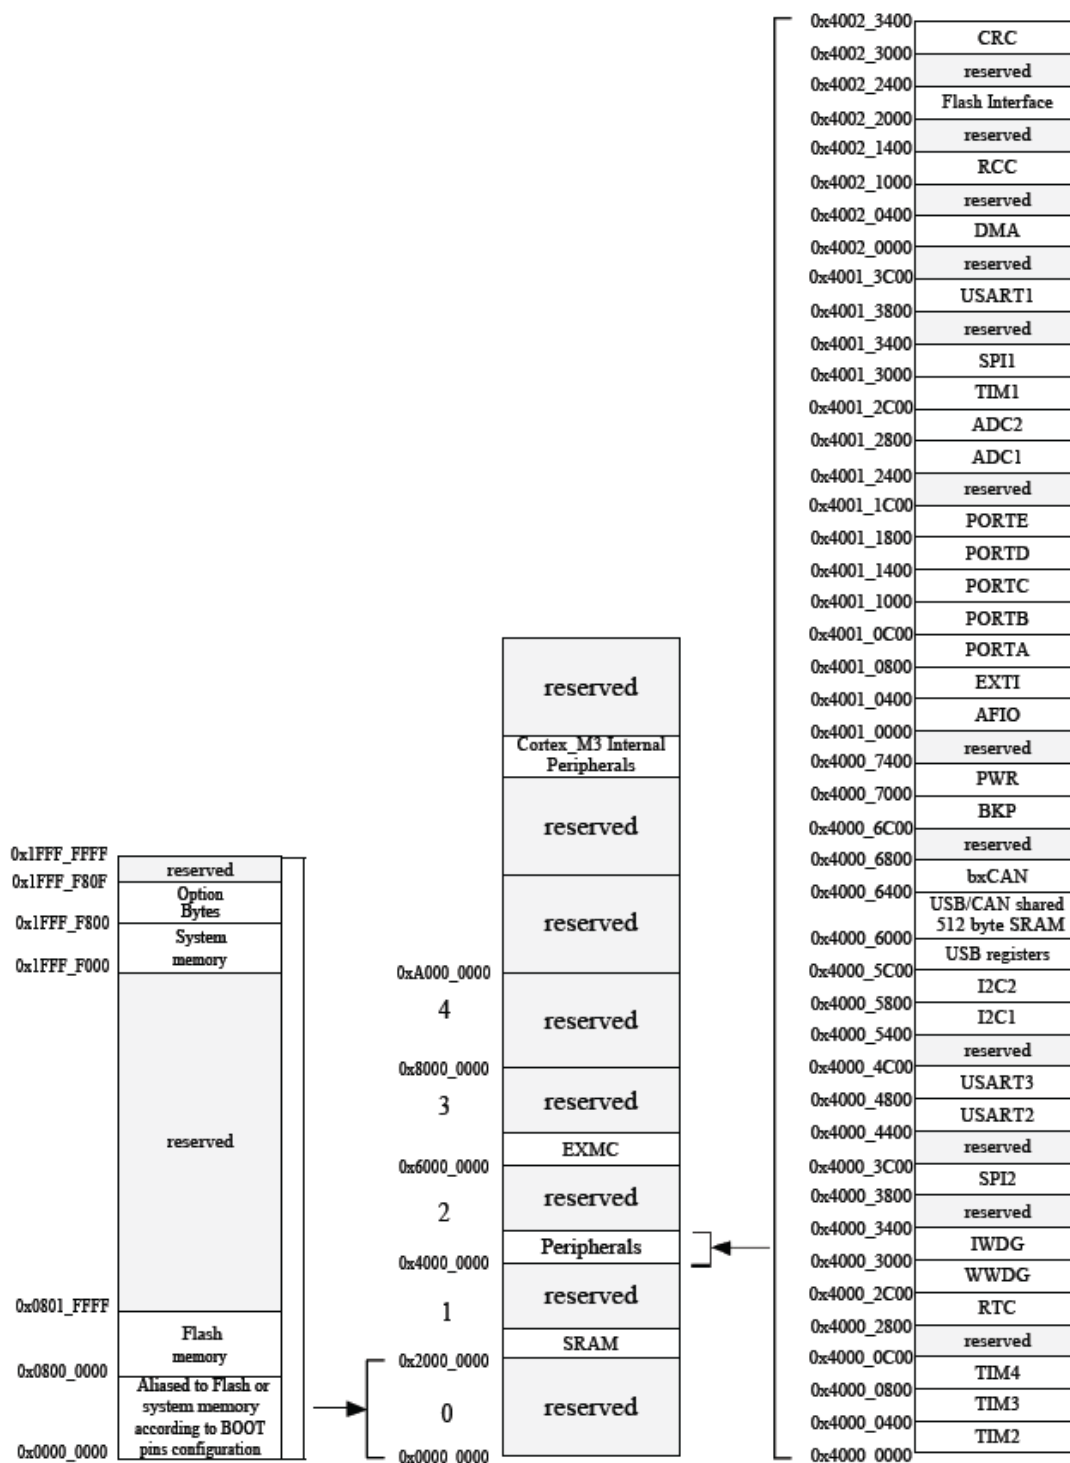 0x1FFF_FFFF
reserved
0x1FFF_F80F
Option
Bytes
0x1FFF_F800
System
memory
0x1FFF_F000
reserved
0x0801_FFFF
Flash
memory
0x0800_0000
Aliased to Flash or
system memory
according to BOOT
pins configuration
0x0000_0000
reserved
Cortex_M3 Internal
Peripherals
reserved
reserved
0xA000_0000
4
reserved
0x8000_0000
3
reserved
EXMC
0x6000_0000
2
reserved
Peripherals
0x4000_0000
1
reserved
SRAM
0x2000_0000
0
reserved
0x0000_0000
0x4002_3400
CRC
0x4002_3000
reserved
0x4002_2400
Flash Interface
0x4002_2000
reserved
0x4002_1400
RCC
0x4002_1000
reserved
0x4002_0400
DMA
0x4002_0000
reserved
0x4001_3C00
USART1
0x4001_3800
reserved
0x4001_3400
SPI1
0x4001_3000
TIM1
0x4001_2C00
ADC2
0x4001_2800
ADC1
0x4001_2400
reserved
0x4001_1C00
PORTE
0x4001_1800
PORTD
0x4001_1400
PORTC
0x4001_1000
PORTB
0x4001_0C00
PORTA
0x4001_0800
EXTI
0x4001_0400
AFIO
0x4001_0000
reserved
0x4000_7400
PWR
0x4000_7000
BKP
0x4000_6C00
reserved
0x4000_6800
bxCAN
0x4000_6400
USB/CAN shared
512 byte SRAM
0x4000_6000
USB registers
0x4000_5C00
I2C2
0x4000_5800
I2C1
0x4000_5400
reserved
0x4000_4C00
USART3
0x4000_4800
USART2
0x4000_4400
reserved
0x4000_3C00
SPI2
0x4000_3800
reserved
0x4000_3400
IWDG
0x4000_3000
WWDG
0x4000_2C00
RTC
0x4000_2800
reserved
0x4000_0C00
TIM4
0x4000_0800
TIM3
0x4000_0400
TIM2
0x4000_0000